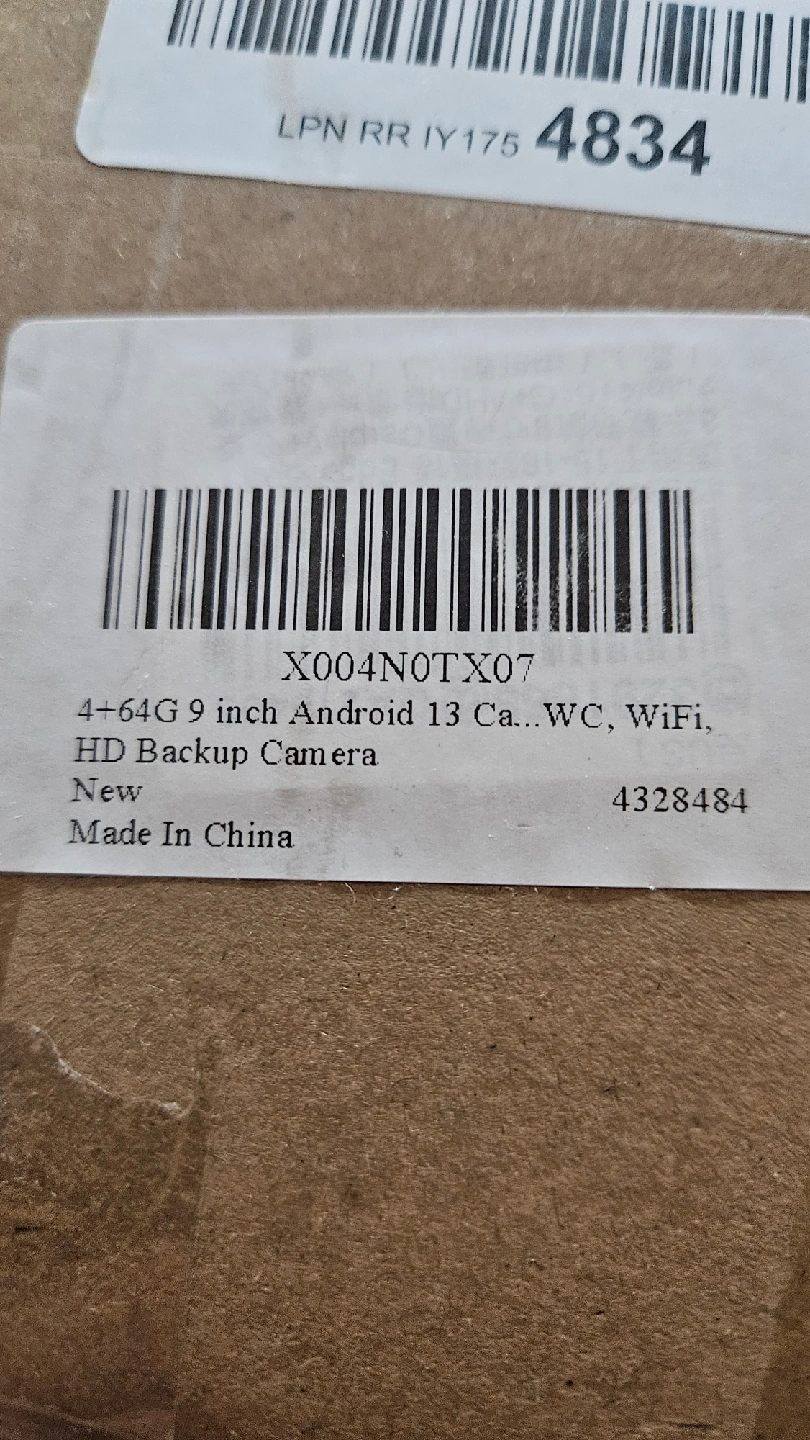 LPN RR IY175 4834
X004N0TX07
4+64G 9 inch Android 13 Ca...WC, WiFi,
HD Backup Camera
New 4328484
Made In China